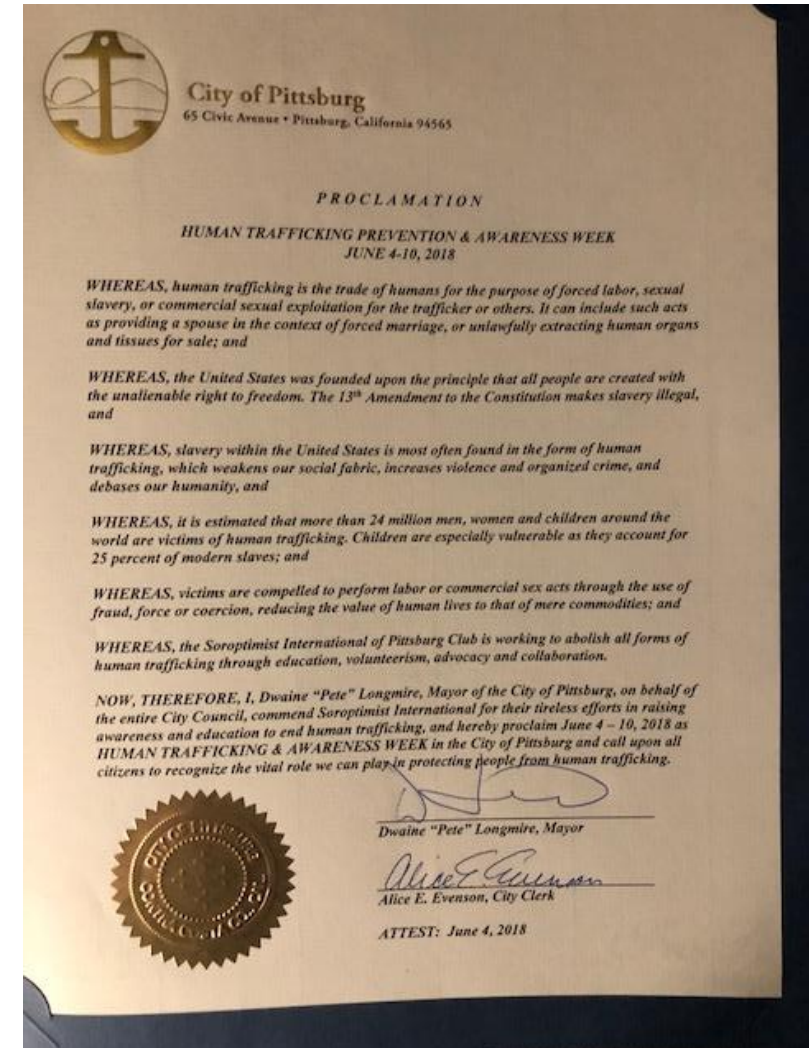 City of Pittsburg
65 Civic Avenue • Pittsburg, California 94565
PROCLAMATION
HUMAN TRAFFICKING PREVENTION & AWARENESS WEEK
JUNE 4-10, 2018
WHEREAS, human trafficking is the trade of humans for the purpose of forced labor, sexual
slavery, or commercial sexual exploitation for the trafficker or others. It can include such acts
as providing a spouse in the context of forced marriage, or unlawfully extracting human organs
and tissues for sale; and
WHEREAS, the United States was founded upon the principle that all people are created with
the unalienable right to freedom. The 13th Amendment to the Constitution makes slavery illegal,
and
WHEREAS, slavery within the United States is most often found in the form of human
trafficking, which weakens our social fabric, increases violence and organized crime, and
debases our humanity, and
WHEREAS, it is estimated that more than 24 million men, women and children around the
world are victims of human trafficking. Children are especially vulnerable as they account for
25 percent of modern slaves; and
WHEREAS, victims are compelled to perform labor or commercial sex acts through the use of
fraud, force or coercion, reducing the value of human lives to that of mere commodities; and
WHEREAS, the Soroptimist International of Pittsburg Club is working to abolish all forms of
human trafficking through education, volunteerism, advocacy and collaboration.
NOW, THEREFORE, I, Dwaine "Pete" Longmire, Mayor of the City of Pittsburg, on behalf of
the entire City Council, commend Soroptimist International for their tireless efforts in raising
awareness and education to end human trafficking, and hereby proclaim June 4 – 10, 2018 as
HUMAN TRAFFICKING & AWARENESS WEEK in the City of Pittsburg and call upon all
citizens to recognize the vital role we can play in protecting people from human trafficking.
Dwaine "Pete" Longmire, Mayor
Alice E. Evenson
Alice E. Evenson, City Clerk
ATTEST: June 4, 2018
CITY OF PITTSBURG